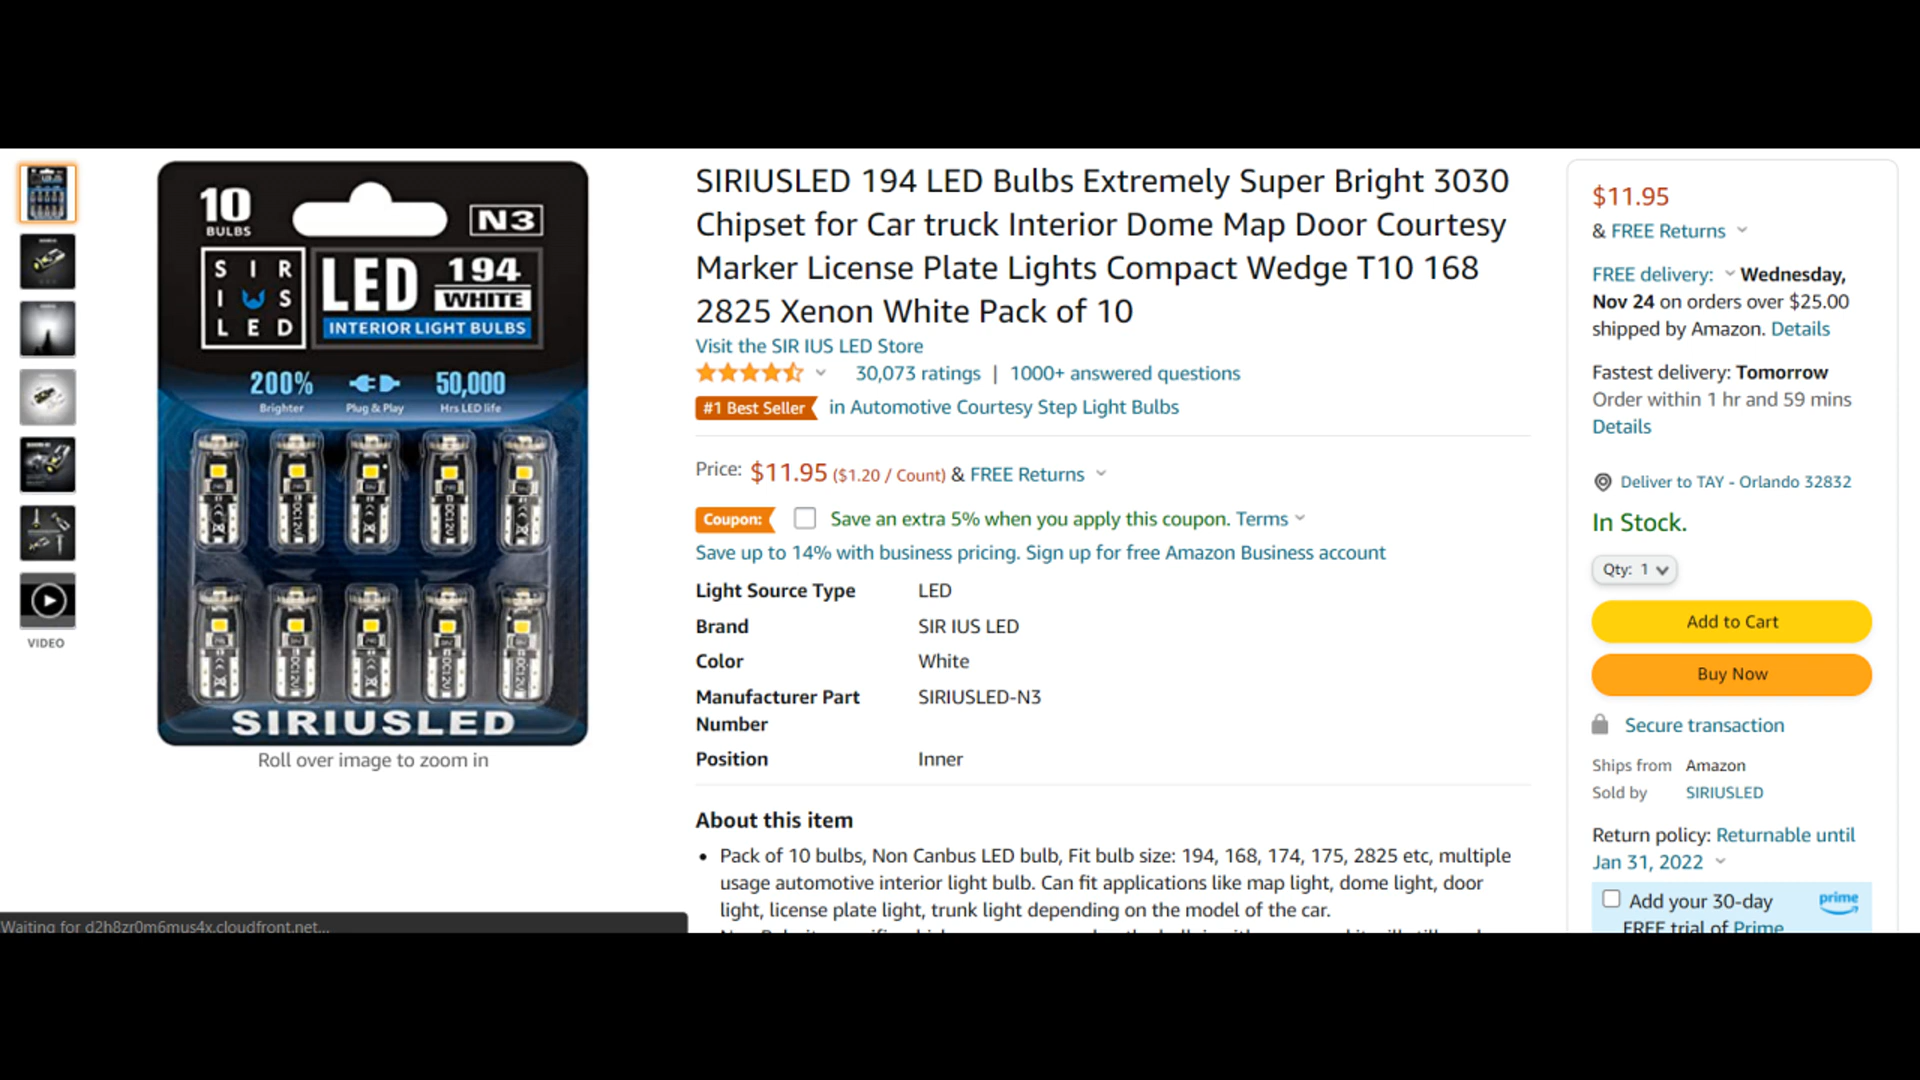 10
BULBS
N3
S I R
I U S
L E D
LED
194
WHITE
INTERIOR LIGHT BULBS
200%
Brighter
Plug & Play
50,000
Hrs LED life
DC12V
DC12V
DC12V
DC12V
DC12V
SIRIUSLED
Roll over image to zoom in
VIDEO
SIRIUSLED 194 LED Bulbs Extremely Super Bright 3030
Chipset for Car truck Interior Dome Map Door Courtesy
Marker License Plate Lights Compact Wedge T10 168
2825 Xenon White Pack of 10
Visit the SIR IUS LED Store
30,073 ratings | 1000+ answered questions
#1 Best Seller in Automotive Courtesy Step Light Bulbs
Price: $11.95 ($1.20 / Count) & FREE Returns
Coupon: Save an extra 5% when you apply this coupon. Terms
Save up to 14% with business pricing. Sign up for free Amazon Business account
Light Source Type LED
Brand SIR IUS LED
Color White
Manufacturer Part SIRIUSLED-N3
Number
Position Inner
About this item
• Pack of 10 bulbs, Non Canbus LED bulb, Fit bulb size: 194, 168, 174, 175, 2825 etc, multiple
usage automotive interior light bulb. Can fit applications like map light, dome light, door
light, license plate light, trunk light depending on the model of the car.
$11.95
& FREE Returns
FREE delivery: Wednesday,
Nov 24 on orders over $25.00
shipped by Amazon. Details
Fastest delivery: Tomorrow
Order within 1 hr and 59 mins
Details
Deliver to TAY - Orlando 32832
In Stock.
Qty: 1
Add to Cart
Buy Now
Secure transaction
Ships from Amazon
Sold by SIRIUSLED
Return policy: Returnable until
Jan 31, 2022
Add your 30-day prime
FREE trial of Prime
Waiting for d2h8zr0m6mus4x.cloudfront.net...